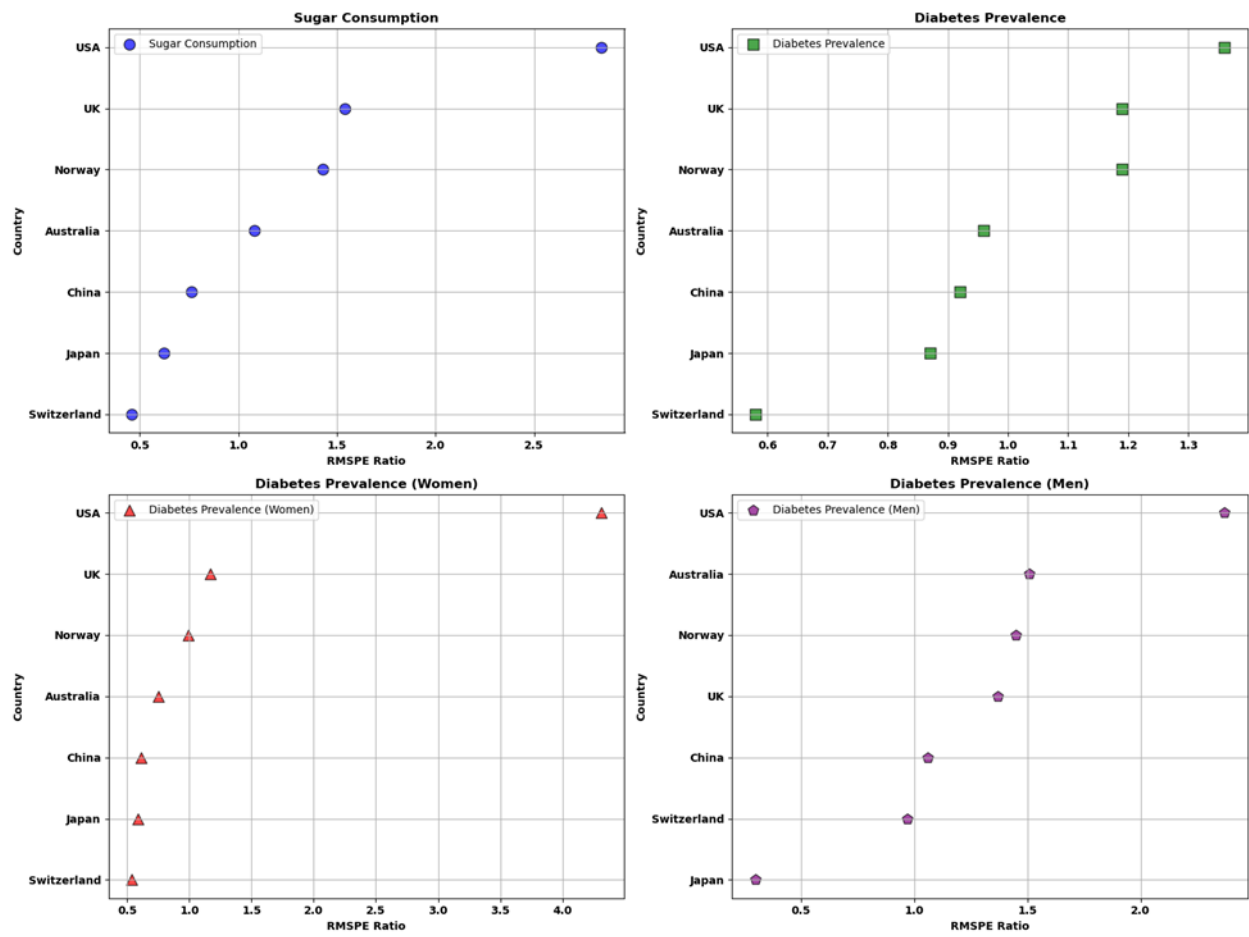 Sugar Consumption
Sugar Consumption
USA
UK
Norway
Australia
China
Japan
Switzerland
Country
0.5 1.0 1.5 2.0 2.5
RMSPE Ratio
Diabetes Prevalence
Diabetes Prevalence
USA
UK
Norway
Australia
China
Japan
Switzerland
Country
0.6 0.7 0.8 0.9 1.0 1.1 1.2 1.3
RMSPE Ratio
Diabetes Prevalence (Women)
Diabetes Prevalence (Women)
USA
UK
Norway
Australia
China
Japan
Switzerland
Country
0.5 1.0 1.5 2.0 2.5 3.0 3.5 4.0
RMSPE Ratio
Diabetes Prevalence (Men)
Diabetes Prevalence (Men)
USA
Australia
Norway
UK
China
Switzerland
Japan
Country
0.5 1.0 1.5 2.0
RMSPE Ratio